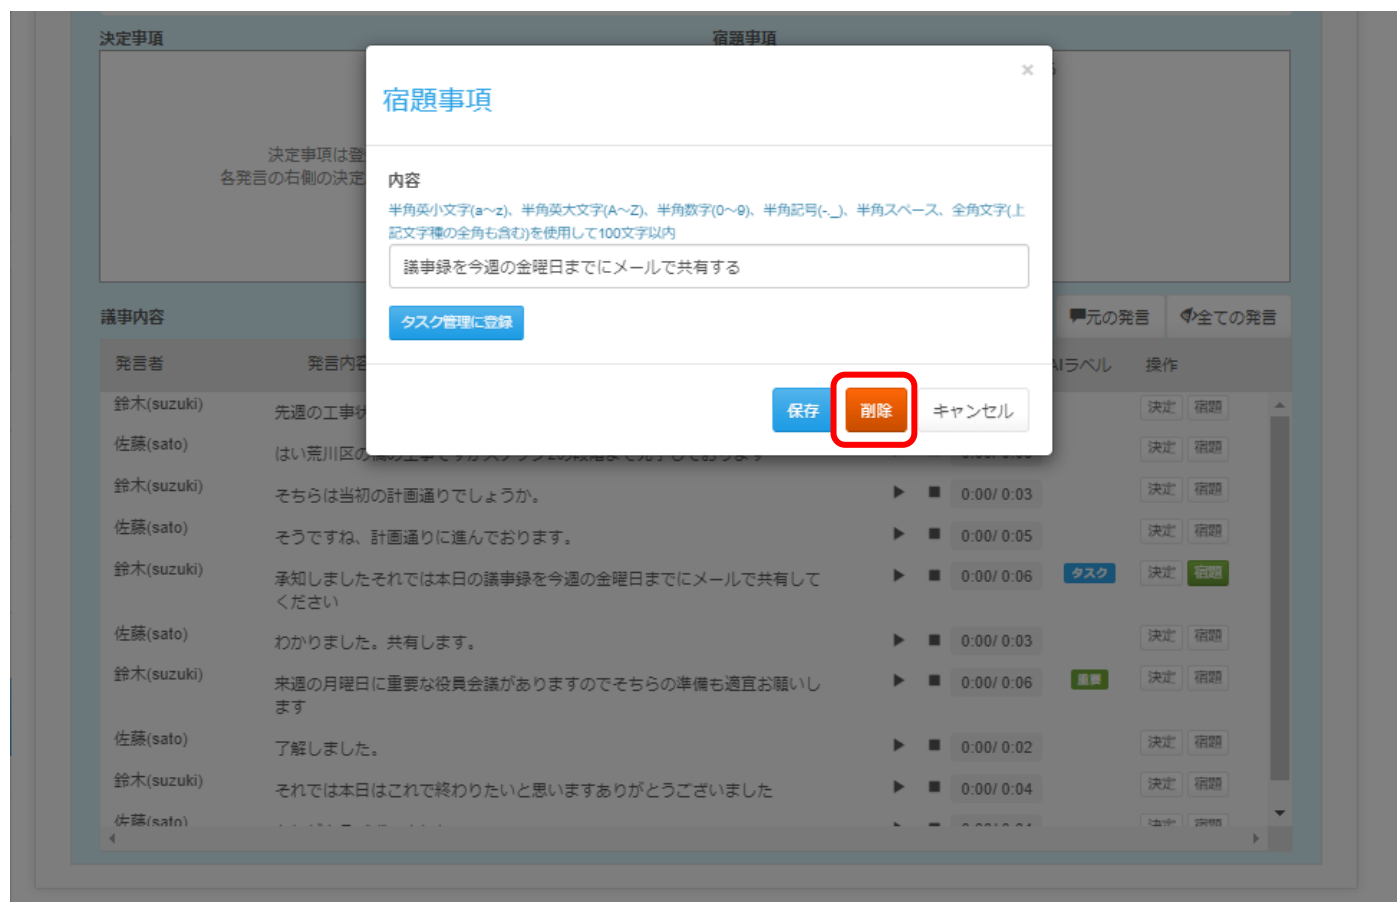 決定事項
宿題事項
×
宿題事項
決定事項は登
各発言の右側の決定
内容
半角英小文字(a～z)、半角英大文字(A～Z)、半角数字(0～9)、半角記号(-._)、半角スペース、全角文字(上
記文字種の全角も含む)を使用して100文字以内
議事録を今週の金曜日までにメールで共有する
タスク管理に登録
保存 削除 キャンセル
議事内容
元の発言 全ての発言
発言者 発言内容 AIラベル 操作
鈴木(suzuki) 先週の工事状 決定 宿題
佐藤(sato) はい荒川区の 決定 宿題
鈴木(suzuki) そちらは当初の計画通りでしょうか。 0:00/ 0:03 決定 宿題
佐藤(sato) そうですね、計画通りに進んでおります。 0:00/ 0:05 決定 宿題
鈴木(suzuki) 承知しましたそれでは本日の議事録を今週の金曜日までにメールで共有して 0:00/ 0:06 タスク 決定 宿題
ください
佐藤(sato) わかりました。共有します。 0:00/ 0:03 決定 宿題
鈴木(suzuki) 来週の月曜日に重要な役員会議がありますのでそちらの準備も適宜お願いし 0:00/ 0:06 重要 決定 宿題
ます
佐藤(sato) 了解しました。 0:00/ 0:02 決定 宿題
鈴木(suzuki) それでは本日はこれで終わりたいと思いますありがとうございました 0:00/ 0:04 決定 宿題
佐藤(sato) 決定 宿題